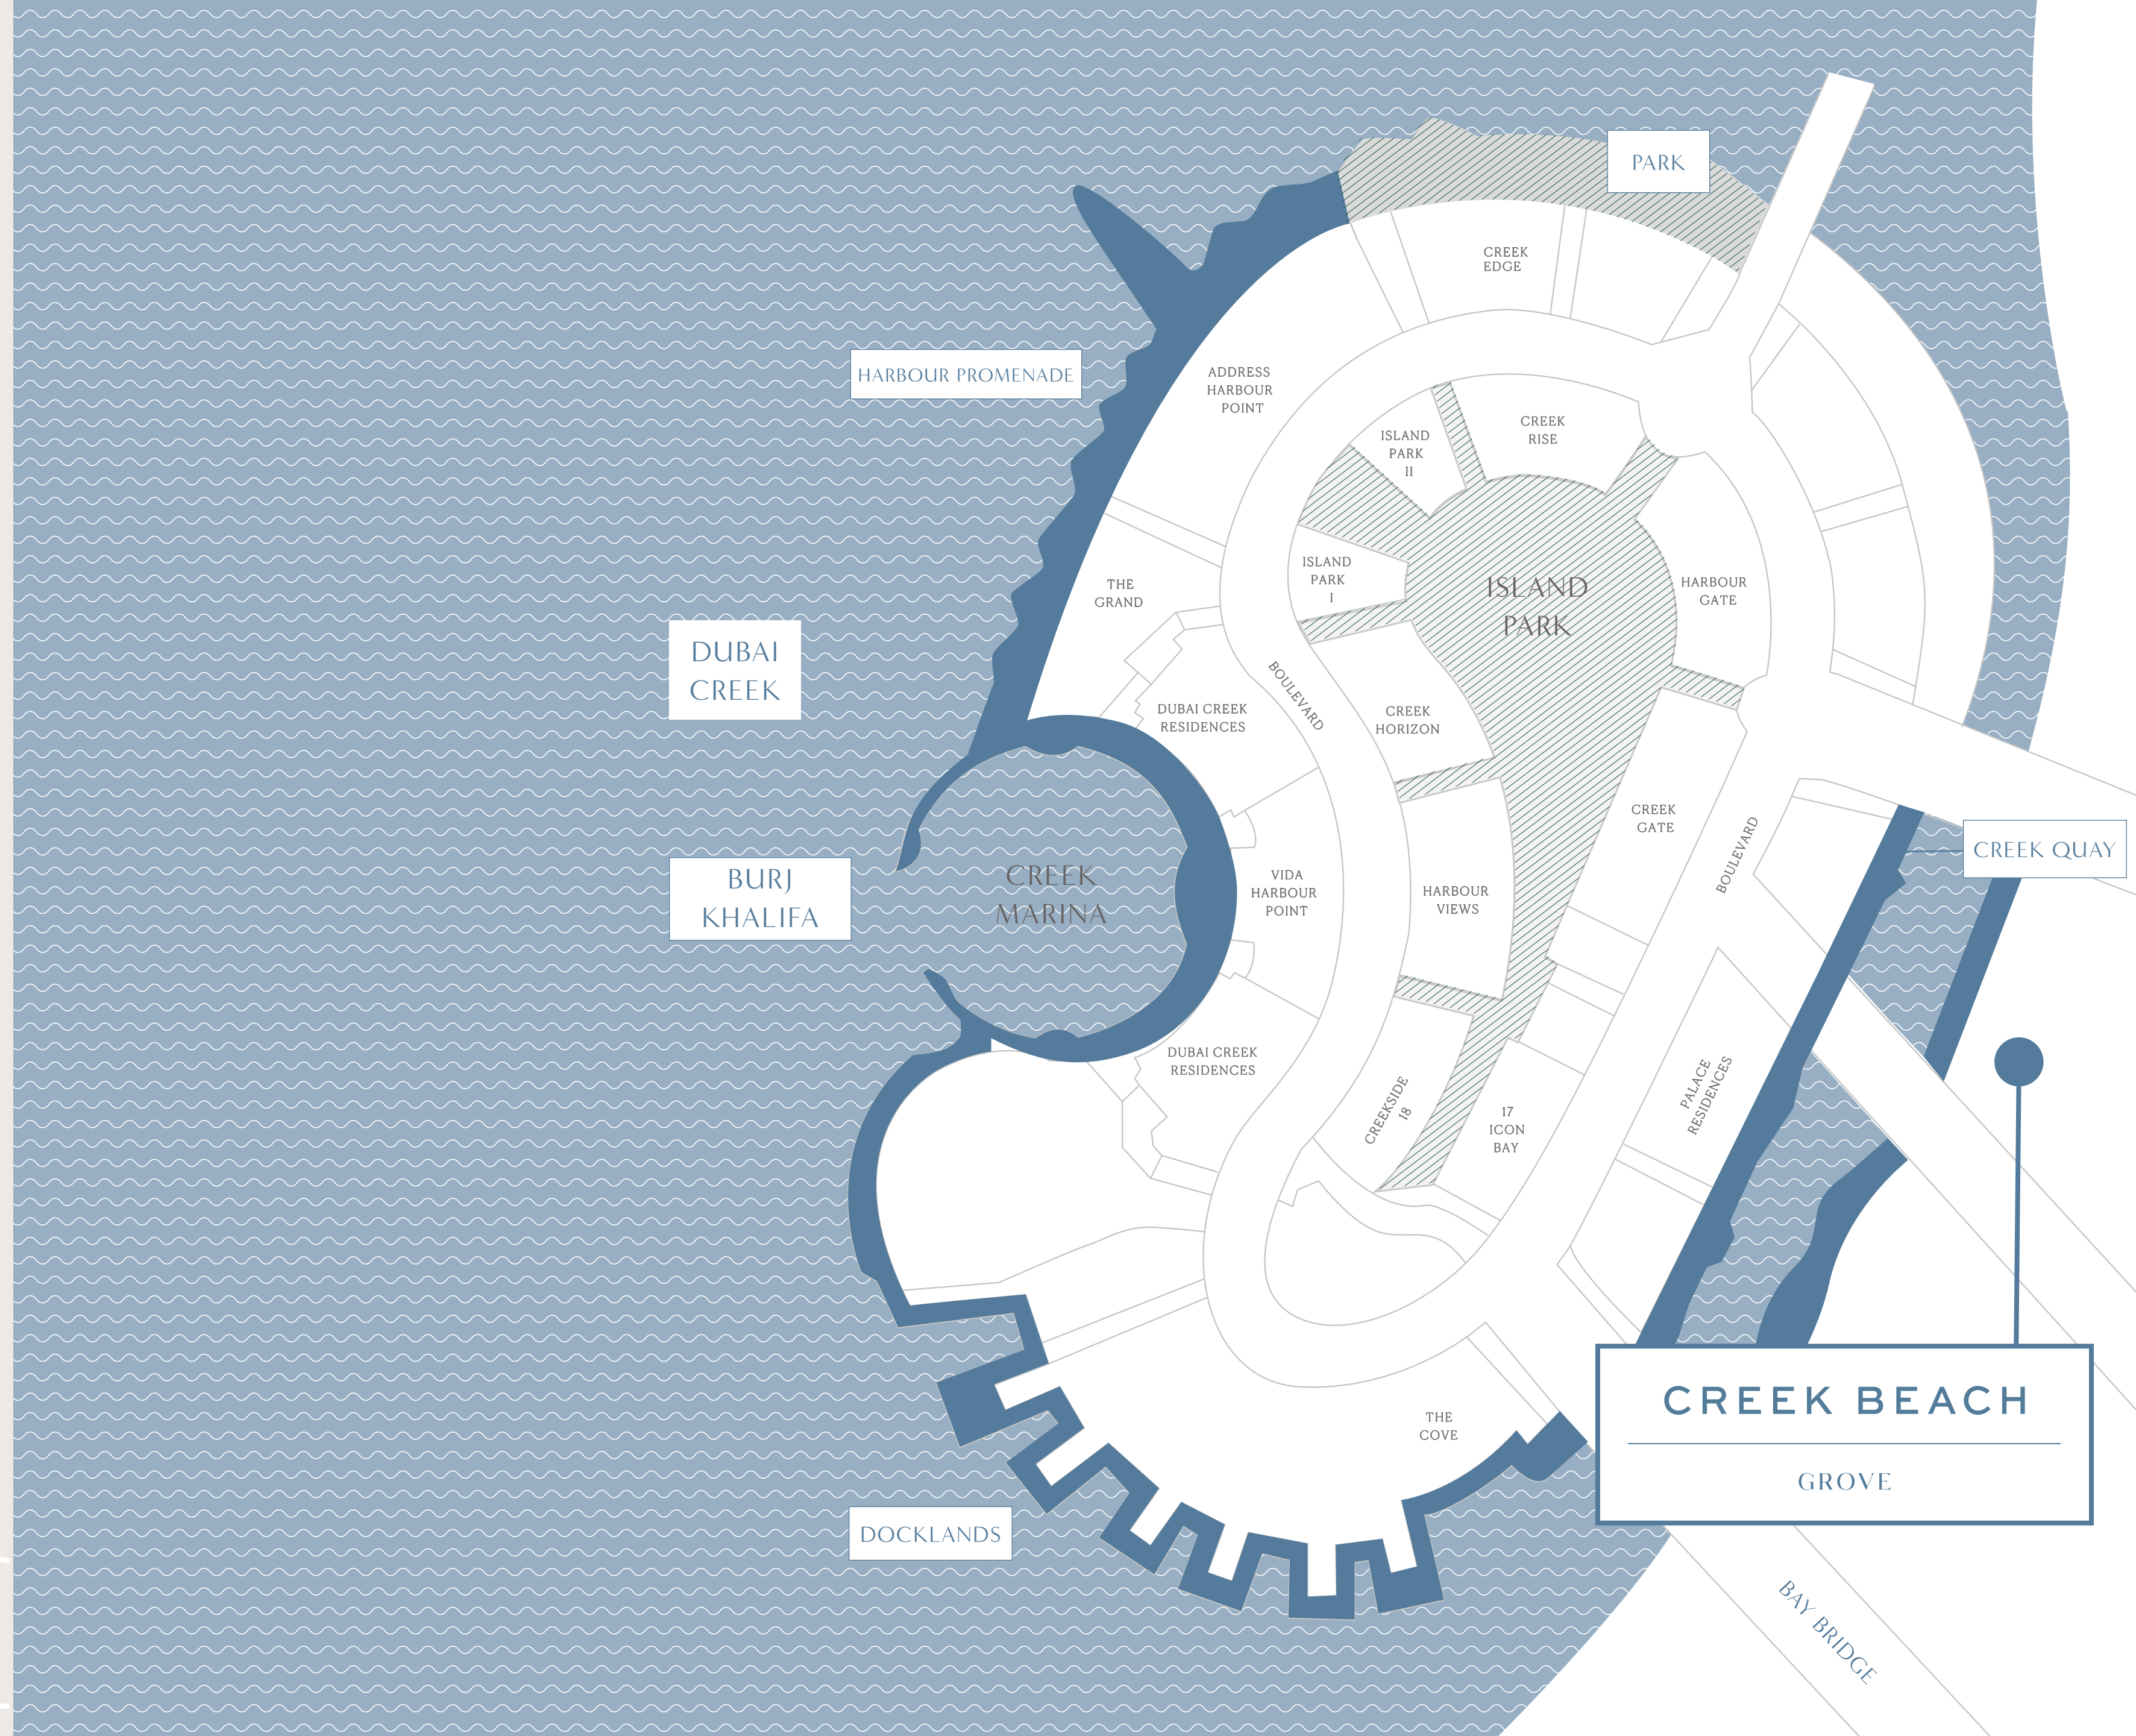 PARK
CREEK
EDGE
HARBOUR PROMENADE
ADDRESS
HARBOUR
POINT
ISLAND
PARK
II
CREEK
RISE
ISLAND
PARK
I
THE
GRAND
ISLAND
PARK
HARBOUR
GATE
DUBAI
CREEK
DUBAI CREEK
RESIDENCES
BOULEVARD
CREEK
HORIZON
CREEK
GATE
BOULEVARD
CREEK QUAY
BURJ
KHALIFA
CREEK
MARINA
VIDA
HARBOUR
POINT
HARBOUR
VIEWS
DUBAI CREEK
RESIDENCES
CREEKSIDE
18
17
ICON
BAY
PALACE
RESIDENCES
THE
COVE
CREEK BEACH
GROVE
DOCKLANDS
BAY BRIDGE